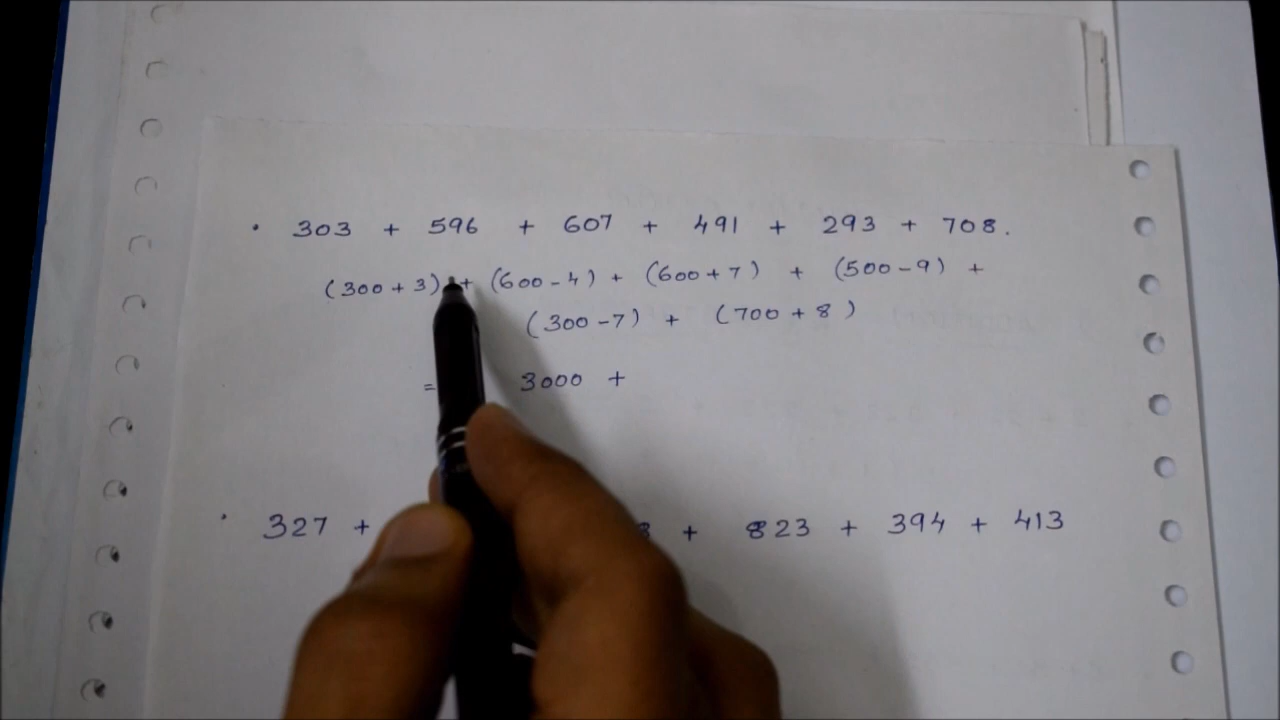 • 303 + 596 + 607 + 491 + 293 + 708.
(300 + 3) + (600 - 4) + (600 + 7) + (500 - 9) +
(300 - 7) + (700 + 8)
= 3000 +
• 327 + + 823 + 394 + 413